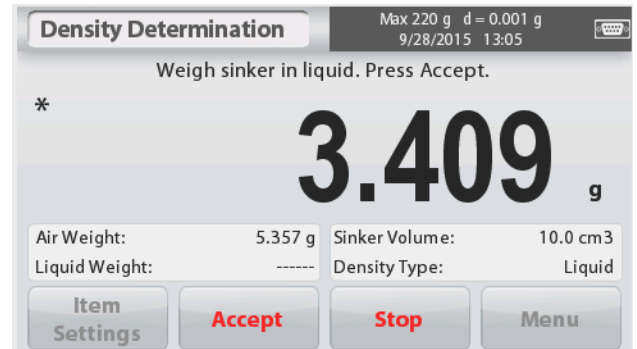 Density Determination
Max 220 g d = 0.001 g
9/28/2015 13:05
Weigh sinker in liquid. Press Accept.
*
3.409 g
Air Weight: 5.357 g Sinker Volume: 10.0 cm3
Liquid Weight: ------ Density Type: Liquid
Item Settings Accept Stop Menu